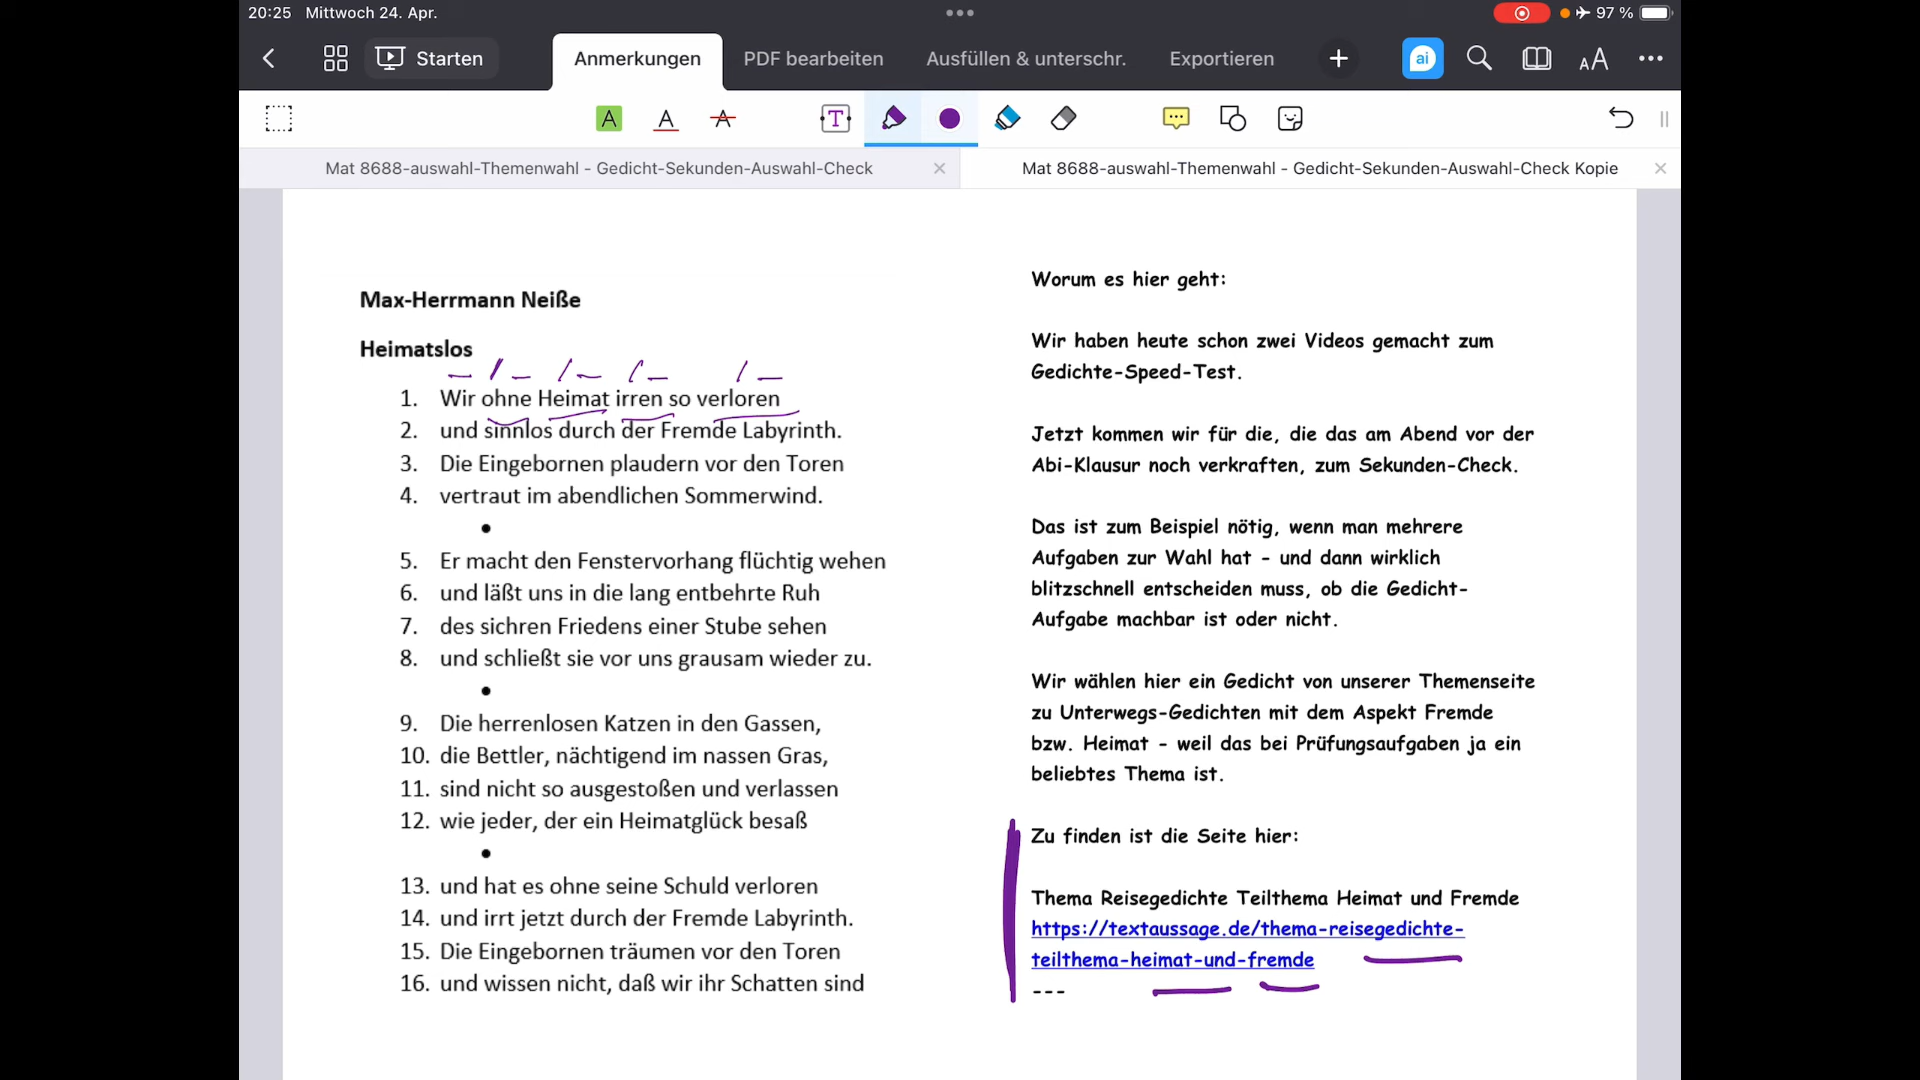 20:25 Mittwoch 24. Apr.
97 %
Starten
Anmerkungen
PDF bearbeiten
Ausfüllen & unterschr.
Exportieren
ai
AA
A A A T
Mat 8688-auswahl-Themenwahl - Gedicht-Sekunden-Auswahl-Check
Mat 8688-auswahl-Themenwahl - Gedicht-Sekunden-Auswahl-Check Kopie
Max-Herrmann Neiße
Heimatslos
1. Wir ohne Heimat irren so verloren
2. und sinnlos durch der Fremde Labyrinth.
3. Die Eingebornen plaudern vor den Toren
4. vertraut im abendlichen Sommerwind.
5. Er macht den Fenstervorhang flüchtig wehen
6. und läßt uns in die lang entbehrte Ruh
7. des sichren Friedens einer Stube sehen
8. und schließt sie vor uns grausam wieder zu.
9. Die herrenlosen Katzen in den Gassen,
10. die Bettler, nächtigend im nassen Gras,
11. sind nicht so ausgestoßen und verlassen
12. wie jeder, der ein Heimatglück besaß
13. und hat es ohne seine Schuld verloren
14. und irrt jetzt durch der Fremde Labyrinth.
15. Die Eingebornen träumen vor den Toren
16. und wissen nicht, daß wir ihr Schatten sind
Worum es hier geht:
Wir haben heute schon zwei Videos gemacht zum
Gedichte-Speed-Test.
Jetzt kommen wir für die, die das am Abend vor der
Abi-Klausur noch verkraften, zum Sekunden-Check.
Das ist zum Beispiel nötig, wenn man mehrere
Aufgaben zur Wahl hat - und dann wirklich
blitzschnell entscheiden muss, ob die Gedicht-
Aufgabe machbar ist oder nicht.
Wir wählen hier ein Gedicht von unserer Themenseite
zu Unterwegs-Gedichten mit dem Aspekt Fremde
bzw. Heimat - weil das bei Prüfungsaufgaben ja ein
beliebtes Thema ist.
Zu finden ist die Seite hier:
Thema Reisegedichte Teilthema Heimat und Fremde
https://textaussage.de/thema-reisegedichte-
teilthema-heimat-und-fremde
---